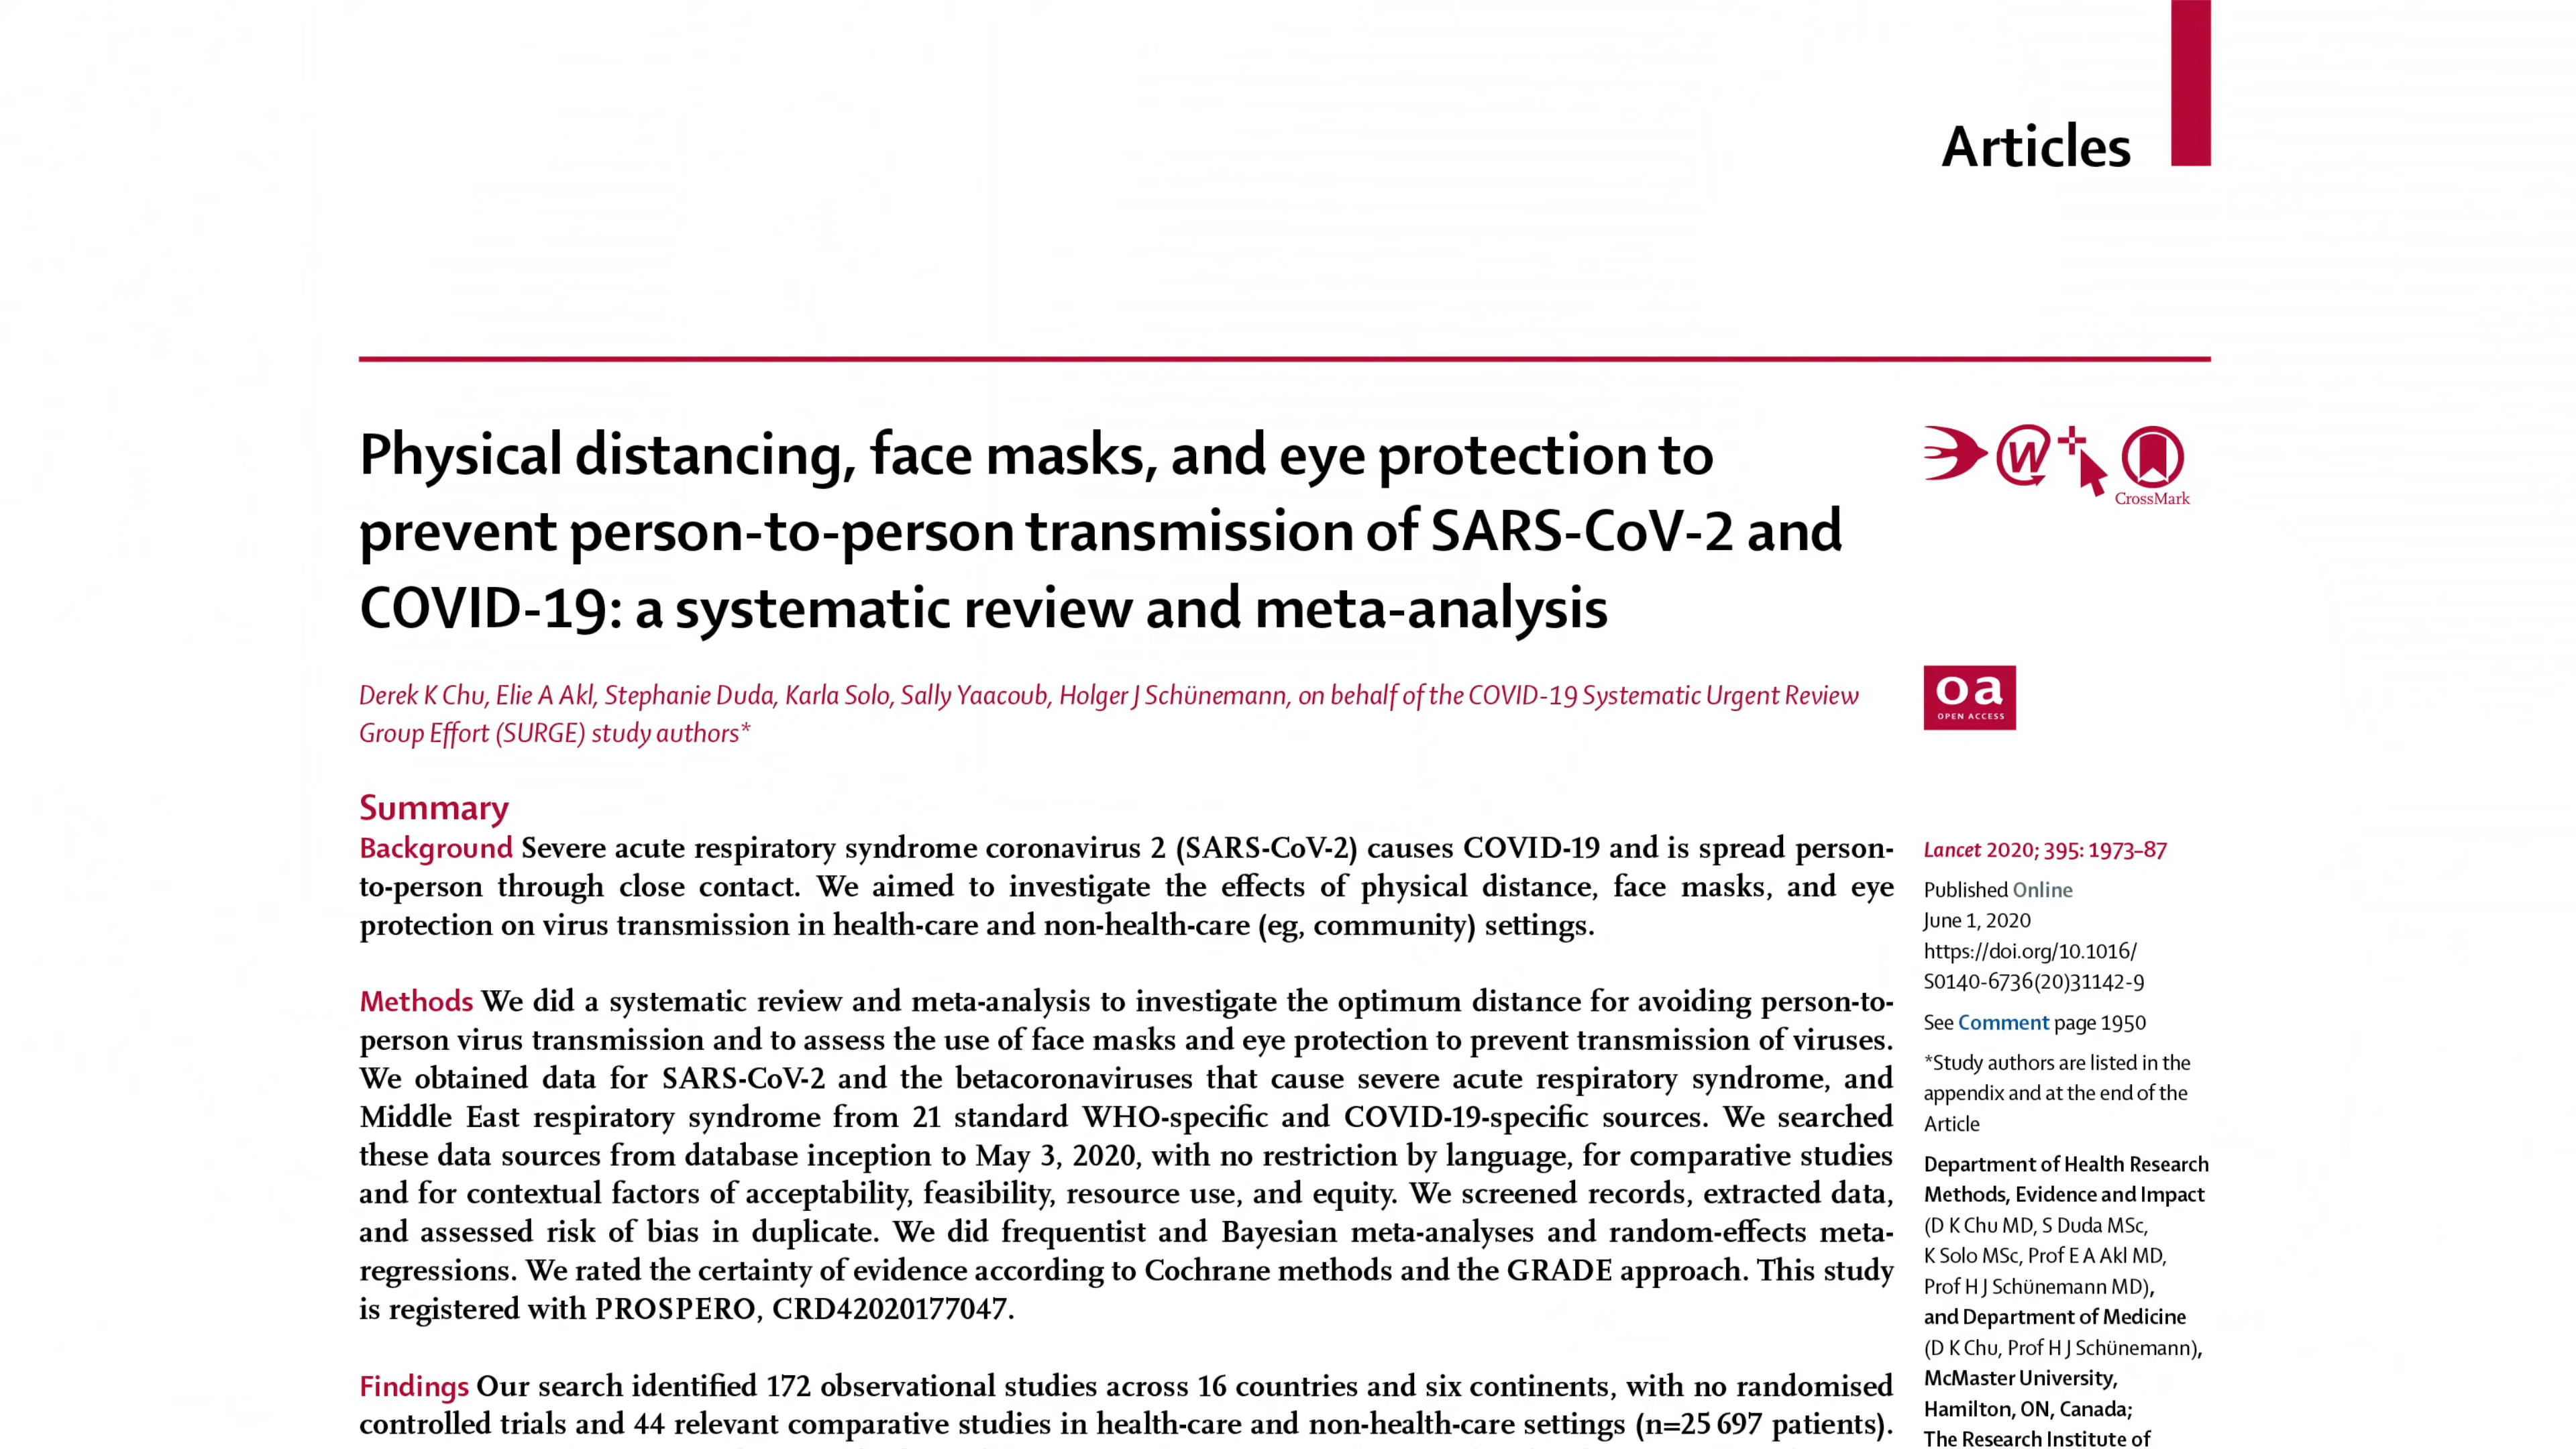 Articles
Physical distancing, face masks, and eye protection to
prevent person-to-person transmission of SARS-CoV-2 and
COVID-19: a systematic review and meta-analysis
CrossMark
Derek K Chu, Elie A Akl, Stephanie Duda, Karla Solo, Sally Yaacoub, Holger J Schünemann, on behalf of the COVID-19 Systematic Urgent Review
Group Effort (SURGE) study authors*
oa
OPEN ACCESS
Summary
Background Severe acute respiratory syndrome coronavirus 2 (SARS-CoV-2) causes COVID-19 and is spread person-
to-person through close contact. We aimed to investigate the effects of physical distance, face masks, and eye
protection on virus transmission in health-care and non-health-care (eg, community) settings.
Methods We did a systematic review and meta-analysis to investigate the optimum distance for avoiding person-to-
person virus transmission and to assess the use of face masks and eye protection to prevent transmission of viruses.
We obtained data for SARS-CoV-2 and the betacoronaviruses that cause severe acute respiratory syndrome, and
Middle East respiratory syndrome from 21 standard WHO-specific and COVID-19-specific sources. We searched
these data sources from database inception to May 3, 2020, with no restriction by language, for comparative studies
and for contextual factors of acceptability, feasibility, resource use, and equity. We screened records, extracted data,
and assessed risk of bias in duplicate. We did frequentist and Bayesian meta-analyses and random-effects meta-
regressions. We rated the certainty of evidence according to Cochrane methods and the GRADE approach. This study
is registered with PROSPERO, CRD42020177047.
Findings Our search identified 172 observational studies across 16 countries and six continents, with no randomised
controlled trials and 44 relevant comparative studies in health-care and non-health-care settings (n=25 697 patients).
Lancet 2020; 395: 1973–87
Published Online
June 1, 2020
https://doi.org/10.1016/
S0140-6736(20)31142-9
See Comment page 1950
*Study authors are listed in the
appendix and at the end of the
Article
Department of Health Research
Methods, Evidence and Impact
(D K Chu MD, S Duda MSc,
K Solo MSc, Prof E A Akl MD,
Prof H J Schünemann MD),
and Department of Medicine
(D K Chu, Prof H J Schünemann),
McMaster University,
Hamilton, ON, Canada;
The Research Institute of